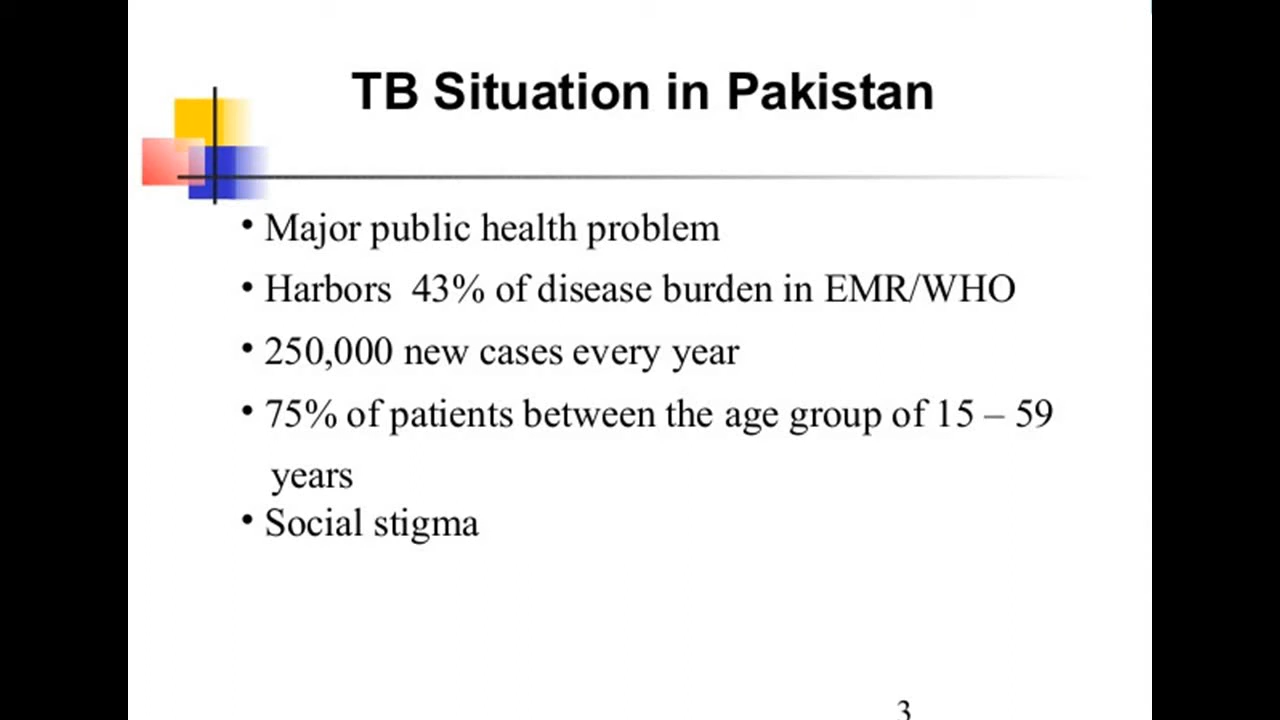 TB Situation in Pakistan
• Major public health problem
• Harbors  43% of disease burden in EMR/WHO
• 250,000 new cases every year
• 75% of patients between the age group of 15 – 59
years
• Social stigma
3